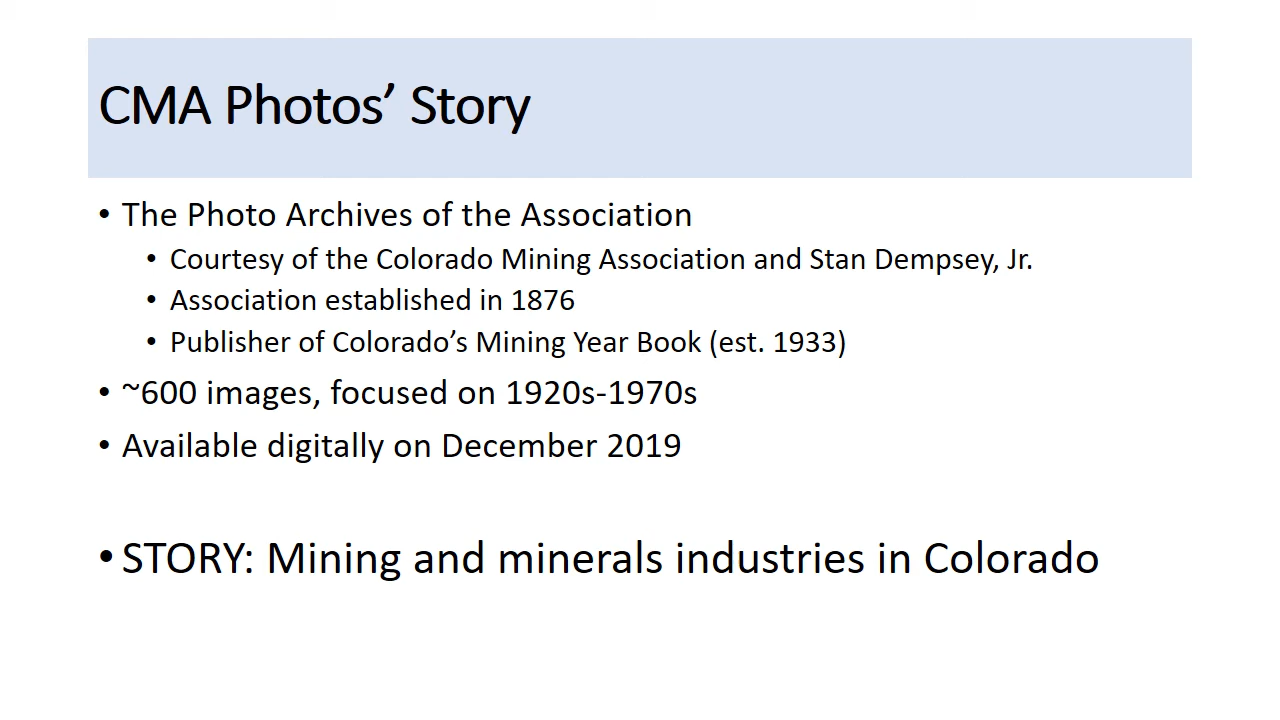 CMA Photos’ Story
• The Photo Archives of the Association
• Courtesy of the Colorado Mining Association and Stan Dempsey, Jr.
• Association established in 1876
• Publisher of Colorado’s Mining Year Book (est. 1933)
• ~600 images, focused on 1920s-1970s
• Available digitally on December 2019
• STORY: Mining and minerals industries in Colorado